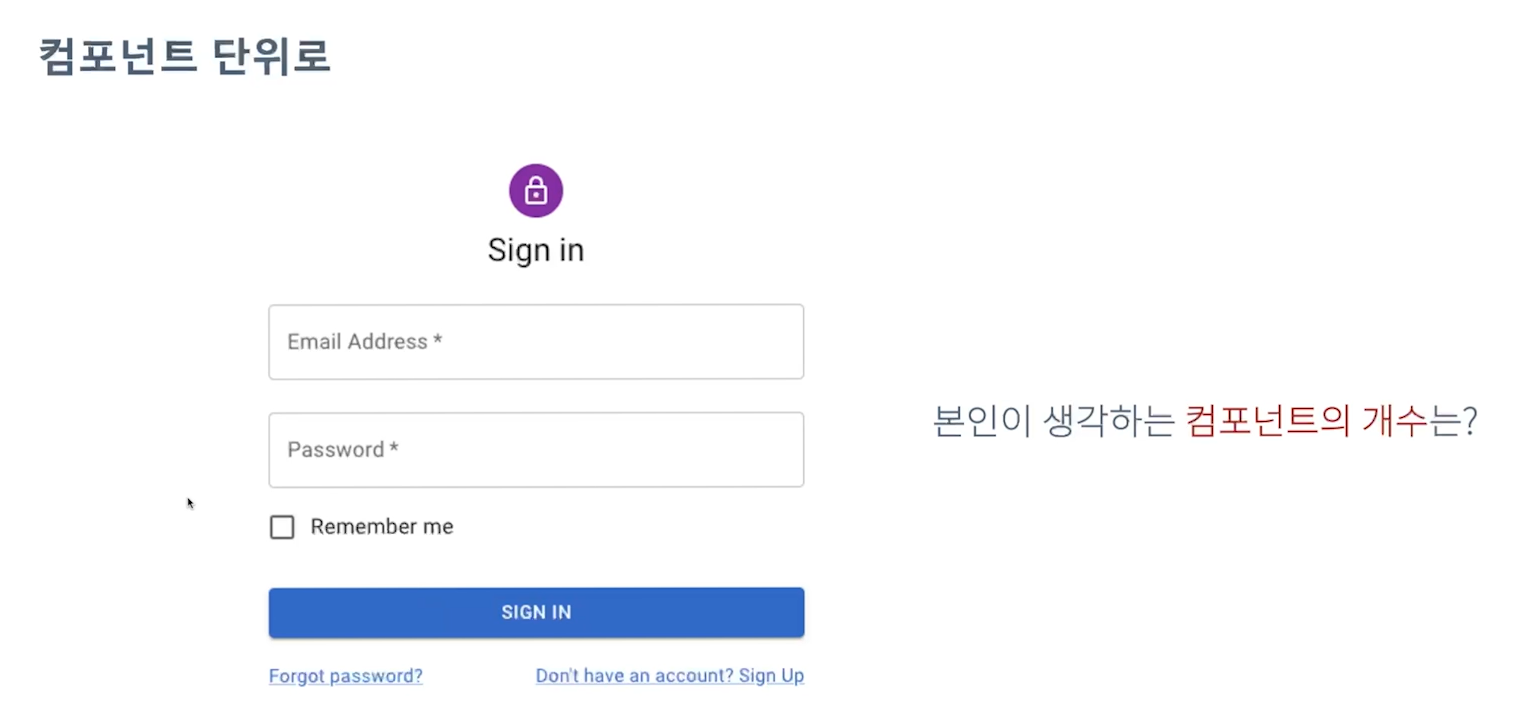 컴포넌트 단위로
Sign in
Email Address *
Password *
본인이 생각하는 컴포넌트의 개수는?
Remember me
SIGN IN
Forgot password?
Don't have an account? Sign Up